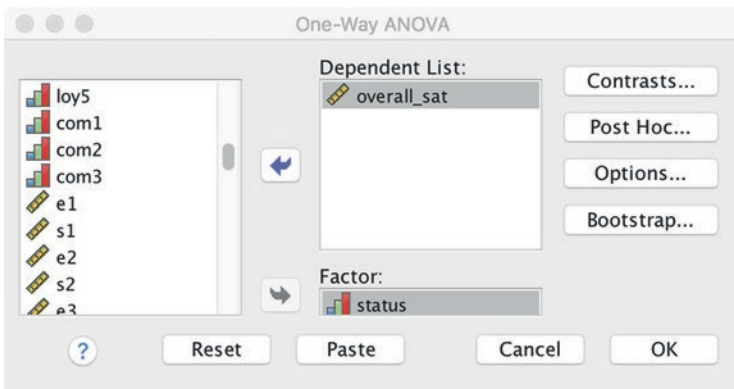 One-Way ANOVA
loy5
com1
com2
com3
e1
s1
e2
s2
e3
Dependent List:
overall_sat
Factor:
status
Contrasts...
Post Hoc...
Options...
Bootstrap...
?
Reset
Paste
Cancel
OK